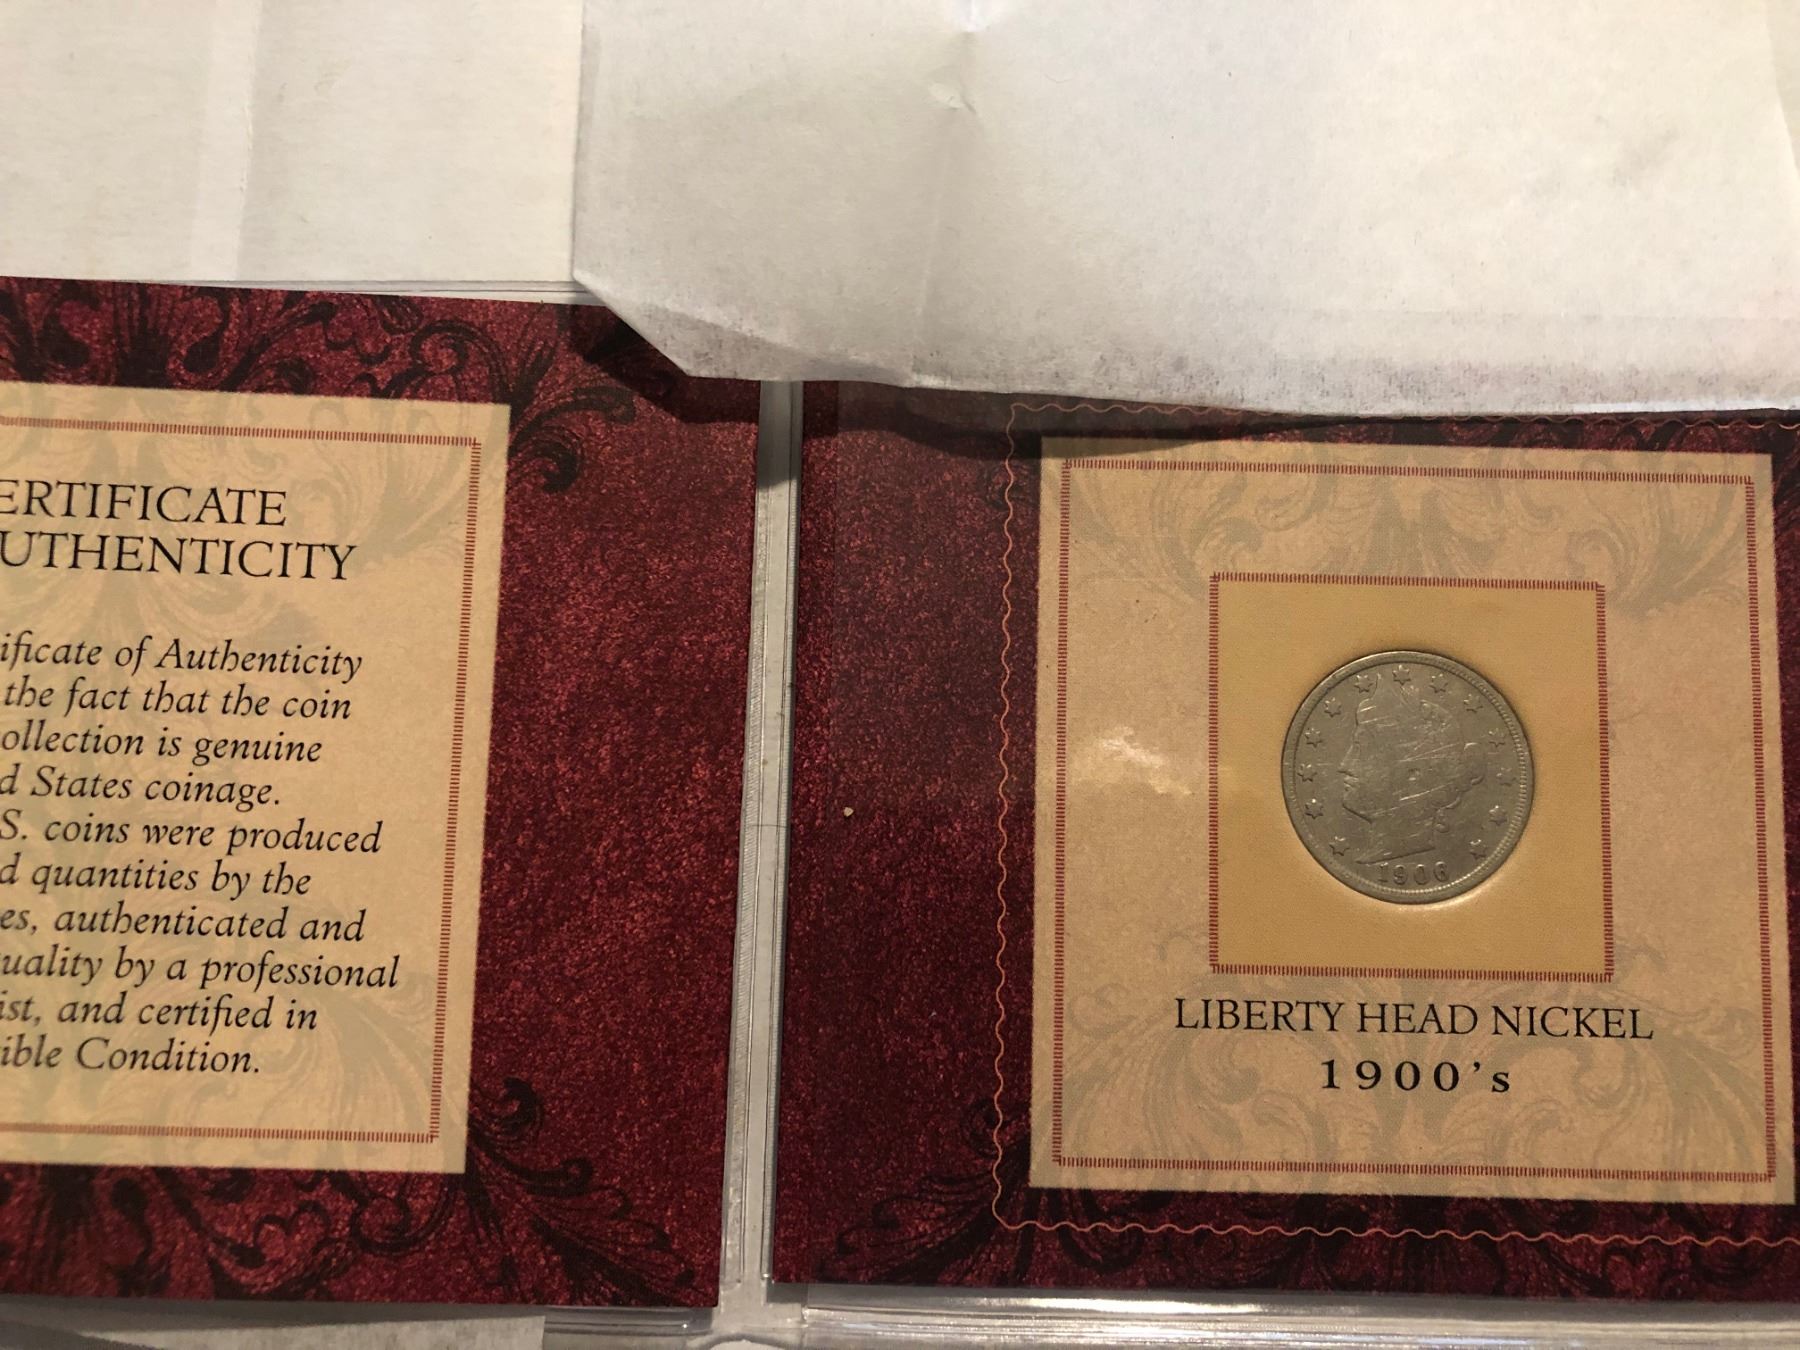 ERTIFICATE
UTHENTICITY
ificate of Authenticity
the fact that the coin
ollection is genuine
d States coinage.
S. coins were produced
d quantities by the
es, authenticated and
uality by a professional
ist, and certified in
ible Condition.
1906
LIBERTY HEAD NICKEL
1900's